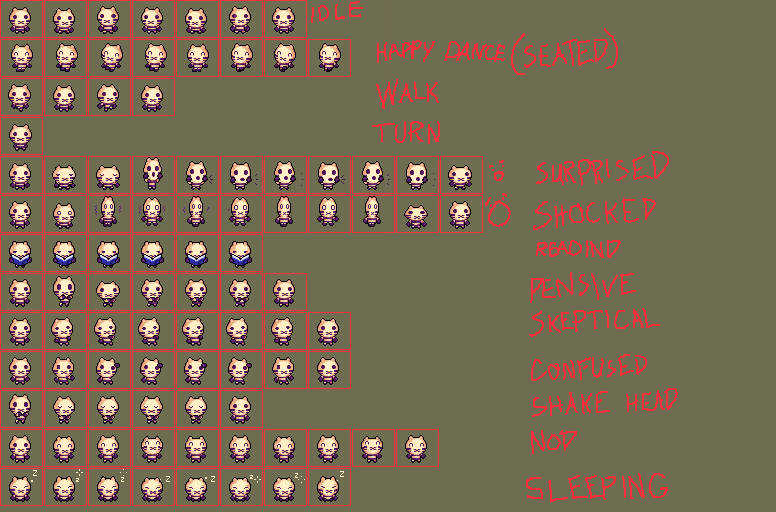 IDLE
HAPPY DANCE (SEATED)
WALK
TURN
SURPRISED
SHOCKED
READIND
PENSIVE
SKEPTICAL
CONFUSED
SHAKE HEAD
NOD
Z Z Z Z Z Z Z Z
SLEEPING